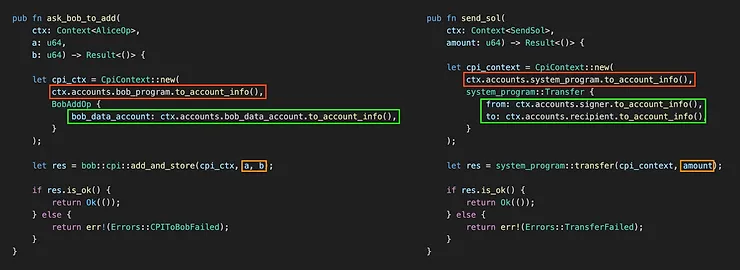 pub fn ask_bob_to_add(
    ctx: Context<AliceOp>,
    a: u64,
    b: u64) -> Result<()> {

    let cpi_ctx = CpiContext::new(
        ctx.accounts.bob_program.to_account_info(),
        BobAddOp {
            bob_data_account: ctx.accounts.bob_data_account.to_account_info(),
        }
    );

    let res = bob::cpi::add_and_store(cpi_ctx, a, b);

    if res.is_ok() {
        return Ok(());
    } else {
        return err!(Errors::CPIToBobFailed);
    }
}

pub fn send_sol(
    ctx: Context<SendSol>,
    amount: u64) -> Result<()> {

    let cpi_context = CpiContext::new(
        ctx.accounts.system_program.to_account_info(),
        system_program::Transfer {
            from: ctx.accounts.signer.to_account_info(),
            to: ctx.accounts.recipient.to_account_info(),
        }
    );

    let res = system_program::transfer(cpi_context, amount);

    if res.is_ok() {
        return Ok(());
    } else {
        return err!(Errors::TransferFailed);
    }
}